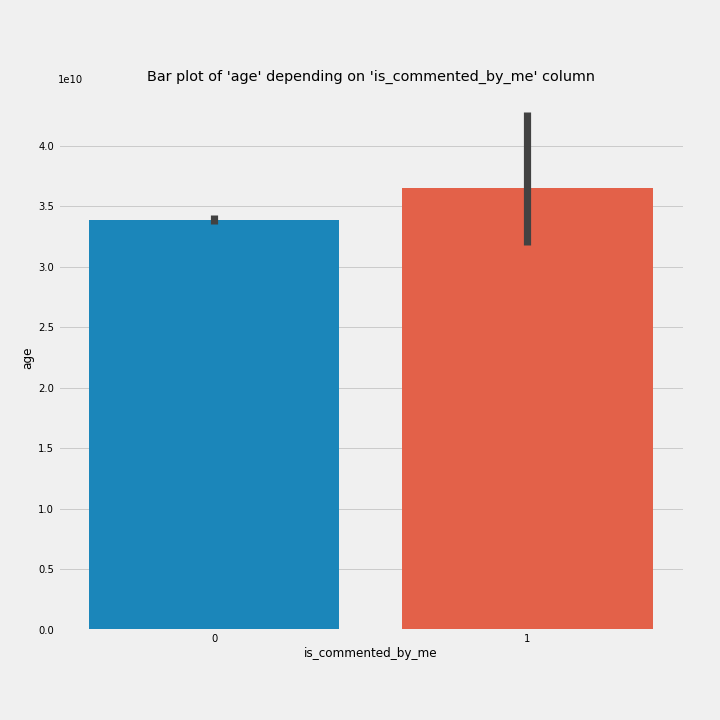 Bar plot of 'age' depending on 'is_commented_by_me' column
1e10
4.0
3.5
3.0
2.5
2.0
1.5
1.0
0.5
0.0
age
0
1
is_commented_by_me